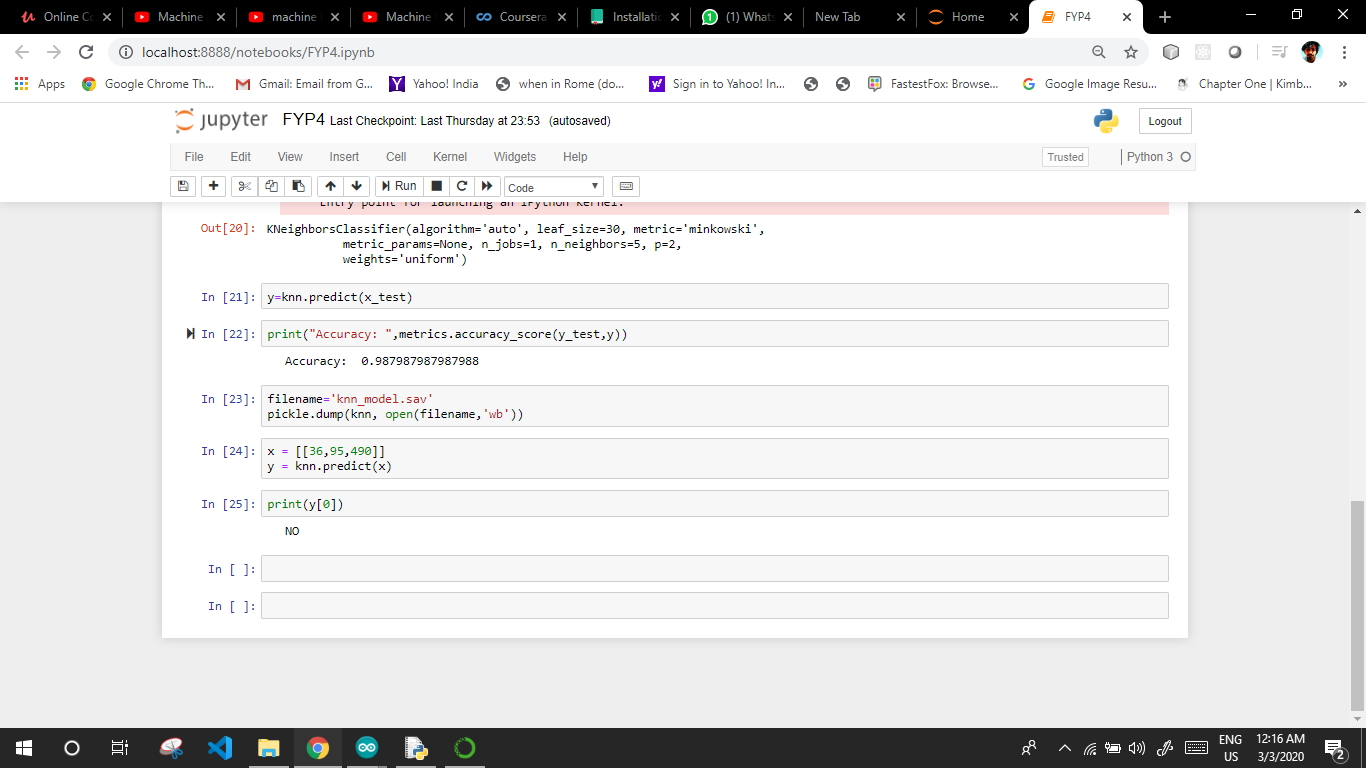 Online Co
Machine
machine
Machine
Coursera
Installatio
(1) Whats
New Tab
Home
FYP4
localhost:8888/notebooks/FYP4.ipynb
Apps
Google Chrome Th...
Gmail: Email from G...
Yahoo! India
when in Rome (do...
Sign in to Yahoo! In...
FastestFox: Browse...
Google Image Resu...
Chapter One | Kimb...
»
jupyter FYP4 Last Checkpoint: Last Thursday at 23:53 (autosaved)
Logout
File Edit View Insert Cell Kernel Widgets Help
Trusted
Python 3
Run
Code
Entry point for launching an IPython kernel.
Out[20]: KNeighborsClassifier(algorithm='auto', leaf_size=30, metric='minkowski',
metric_params=None, n_jobs=1, n_neighbors=5, p=2,
weights='uniform')
In [21]: y=knn.predict(x_test)
In [22]: print("Accuracy: ",metrics.accuracy_score(y_test,y))
Accuracy:  0.987987987987988
In [23]: filename='knn_model.sav'
pickle.dump(knn, open(filename,'wb'))
In [24]: x = [[36,95,490]]
y = knn.predict(x)
In [25]: print(y[0])
NO
In [ ]:
In [ ]:
ENG
US
12:16 AM
3/3/2020
2